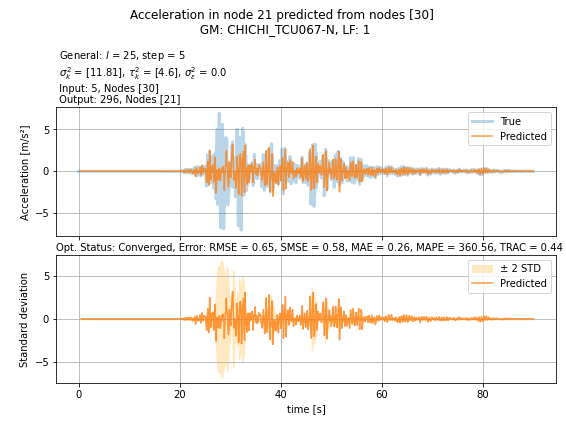 Acceleration in node 21 predicted from nodes [30]
GM: CHICHI_TCU067-N, LF: 1
General: l = 25, step = 5
σ²ₖ = [11.81], τ²ₖ = [4.6], σ²ε = 0.0
Input: 5, Nodes [30]
Output: 296, Nodes [21]
Acceleration [m/s²]
5
0
−5
True
Predicted
Opt. Status: Converged, Error: RMSE = 0.65, SMSE = 0.58, MAE = 0.26, MAPE = 360.56, TRAC = 0.44
Standard deviation
5
0
−5
± 2 STD
Predicted
0 20 40 60 80
time [s]